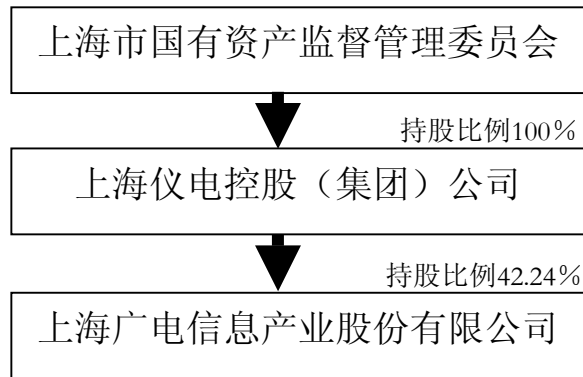 上海市国有资产监督管理委员会
持股比例100％
上海仪电控股（集团）公司
持股比例42.24％
上海广电信息产业股份有限公司